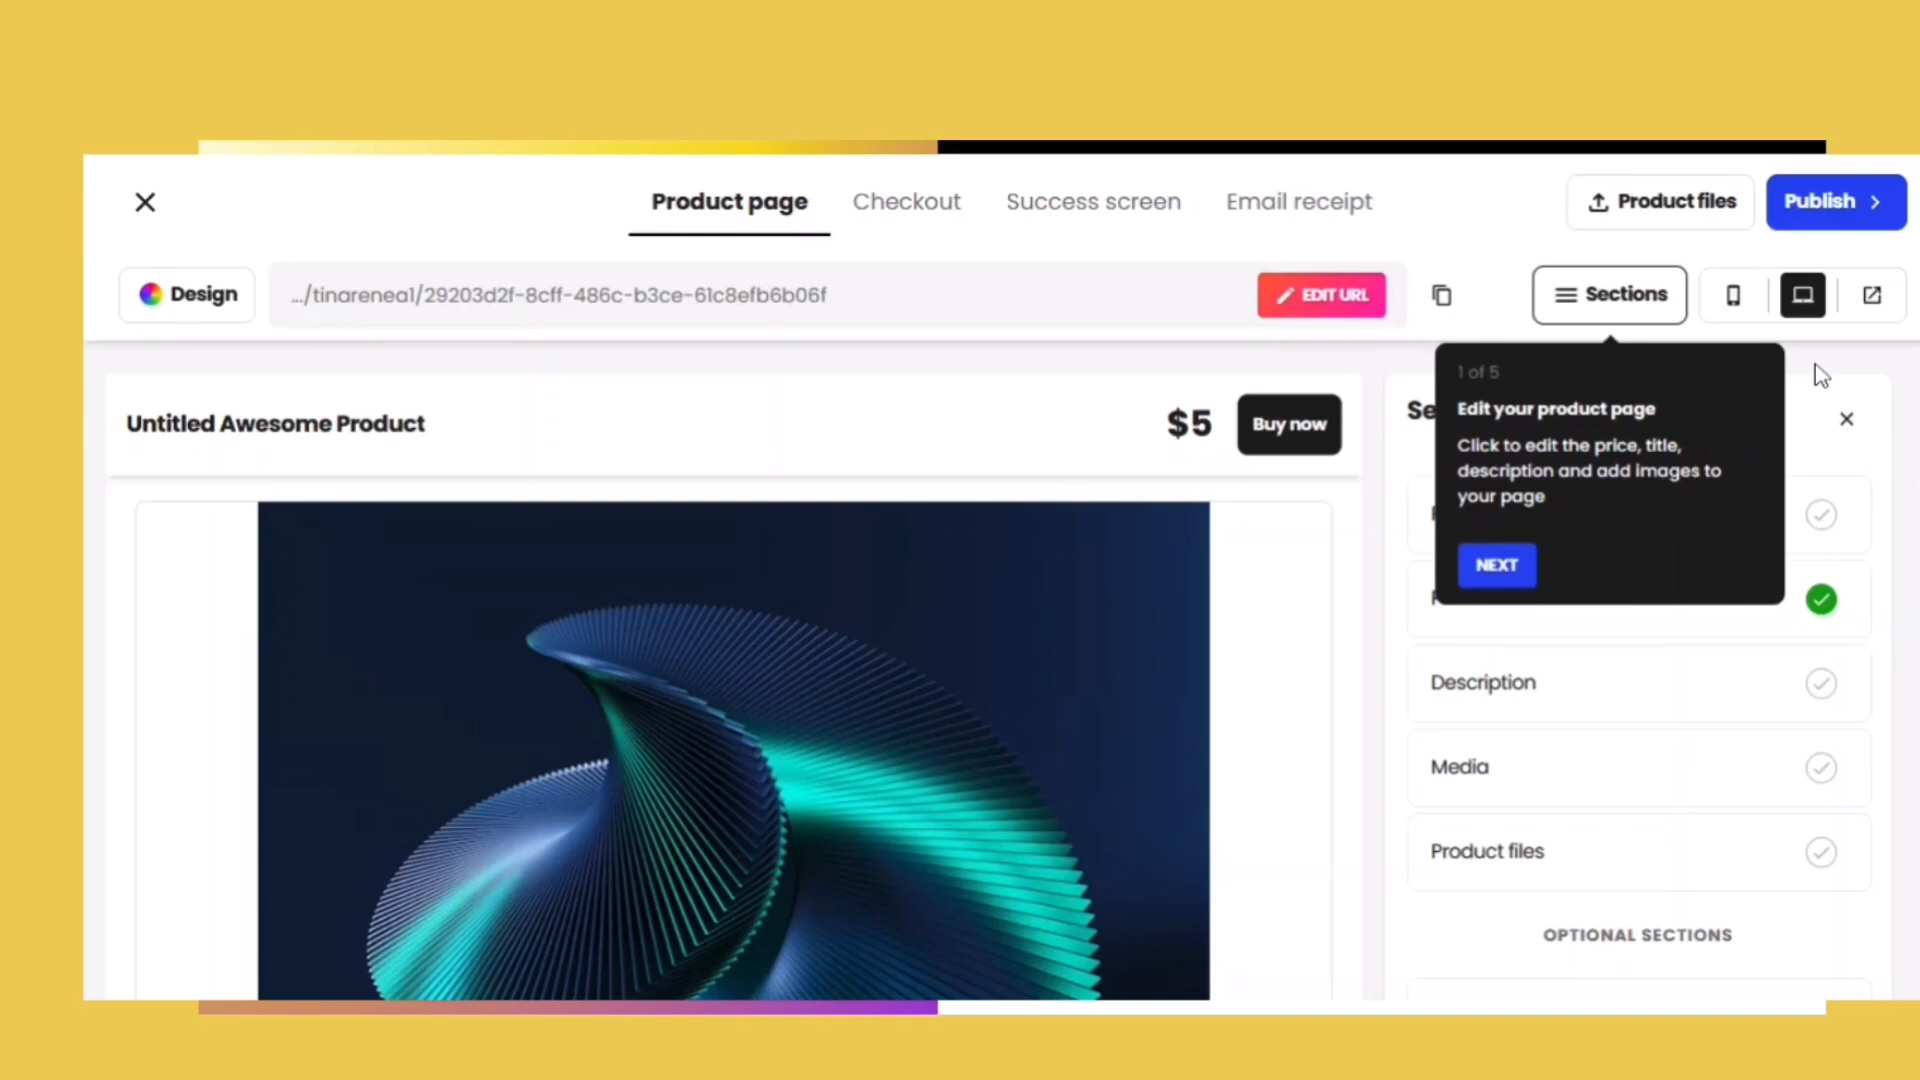 Product page
Checkout
Success screen
Email receipt
Product files
Publish
Design
.../tinarenea1/29203d2f-8cff-486c-b3ce-61c8efb6b06f
EDIT URL
Sections
Untitled Awesome Product
$5
Buy now
1 of 5
Edit your product page
Click to edit the price, title,
description and add images to
your page
NEXT
Se
Description
Media
Product files
OPTIONAL SECTIONS